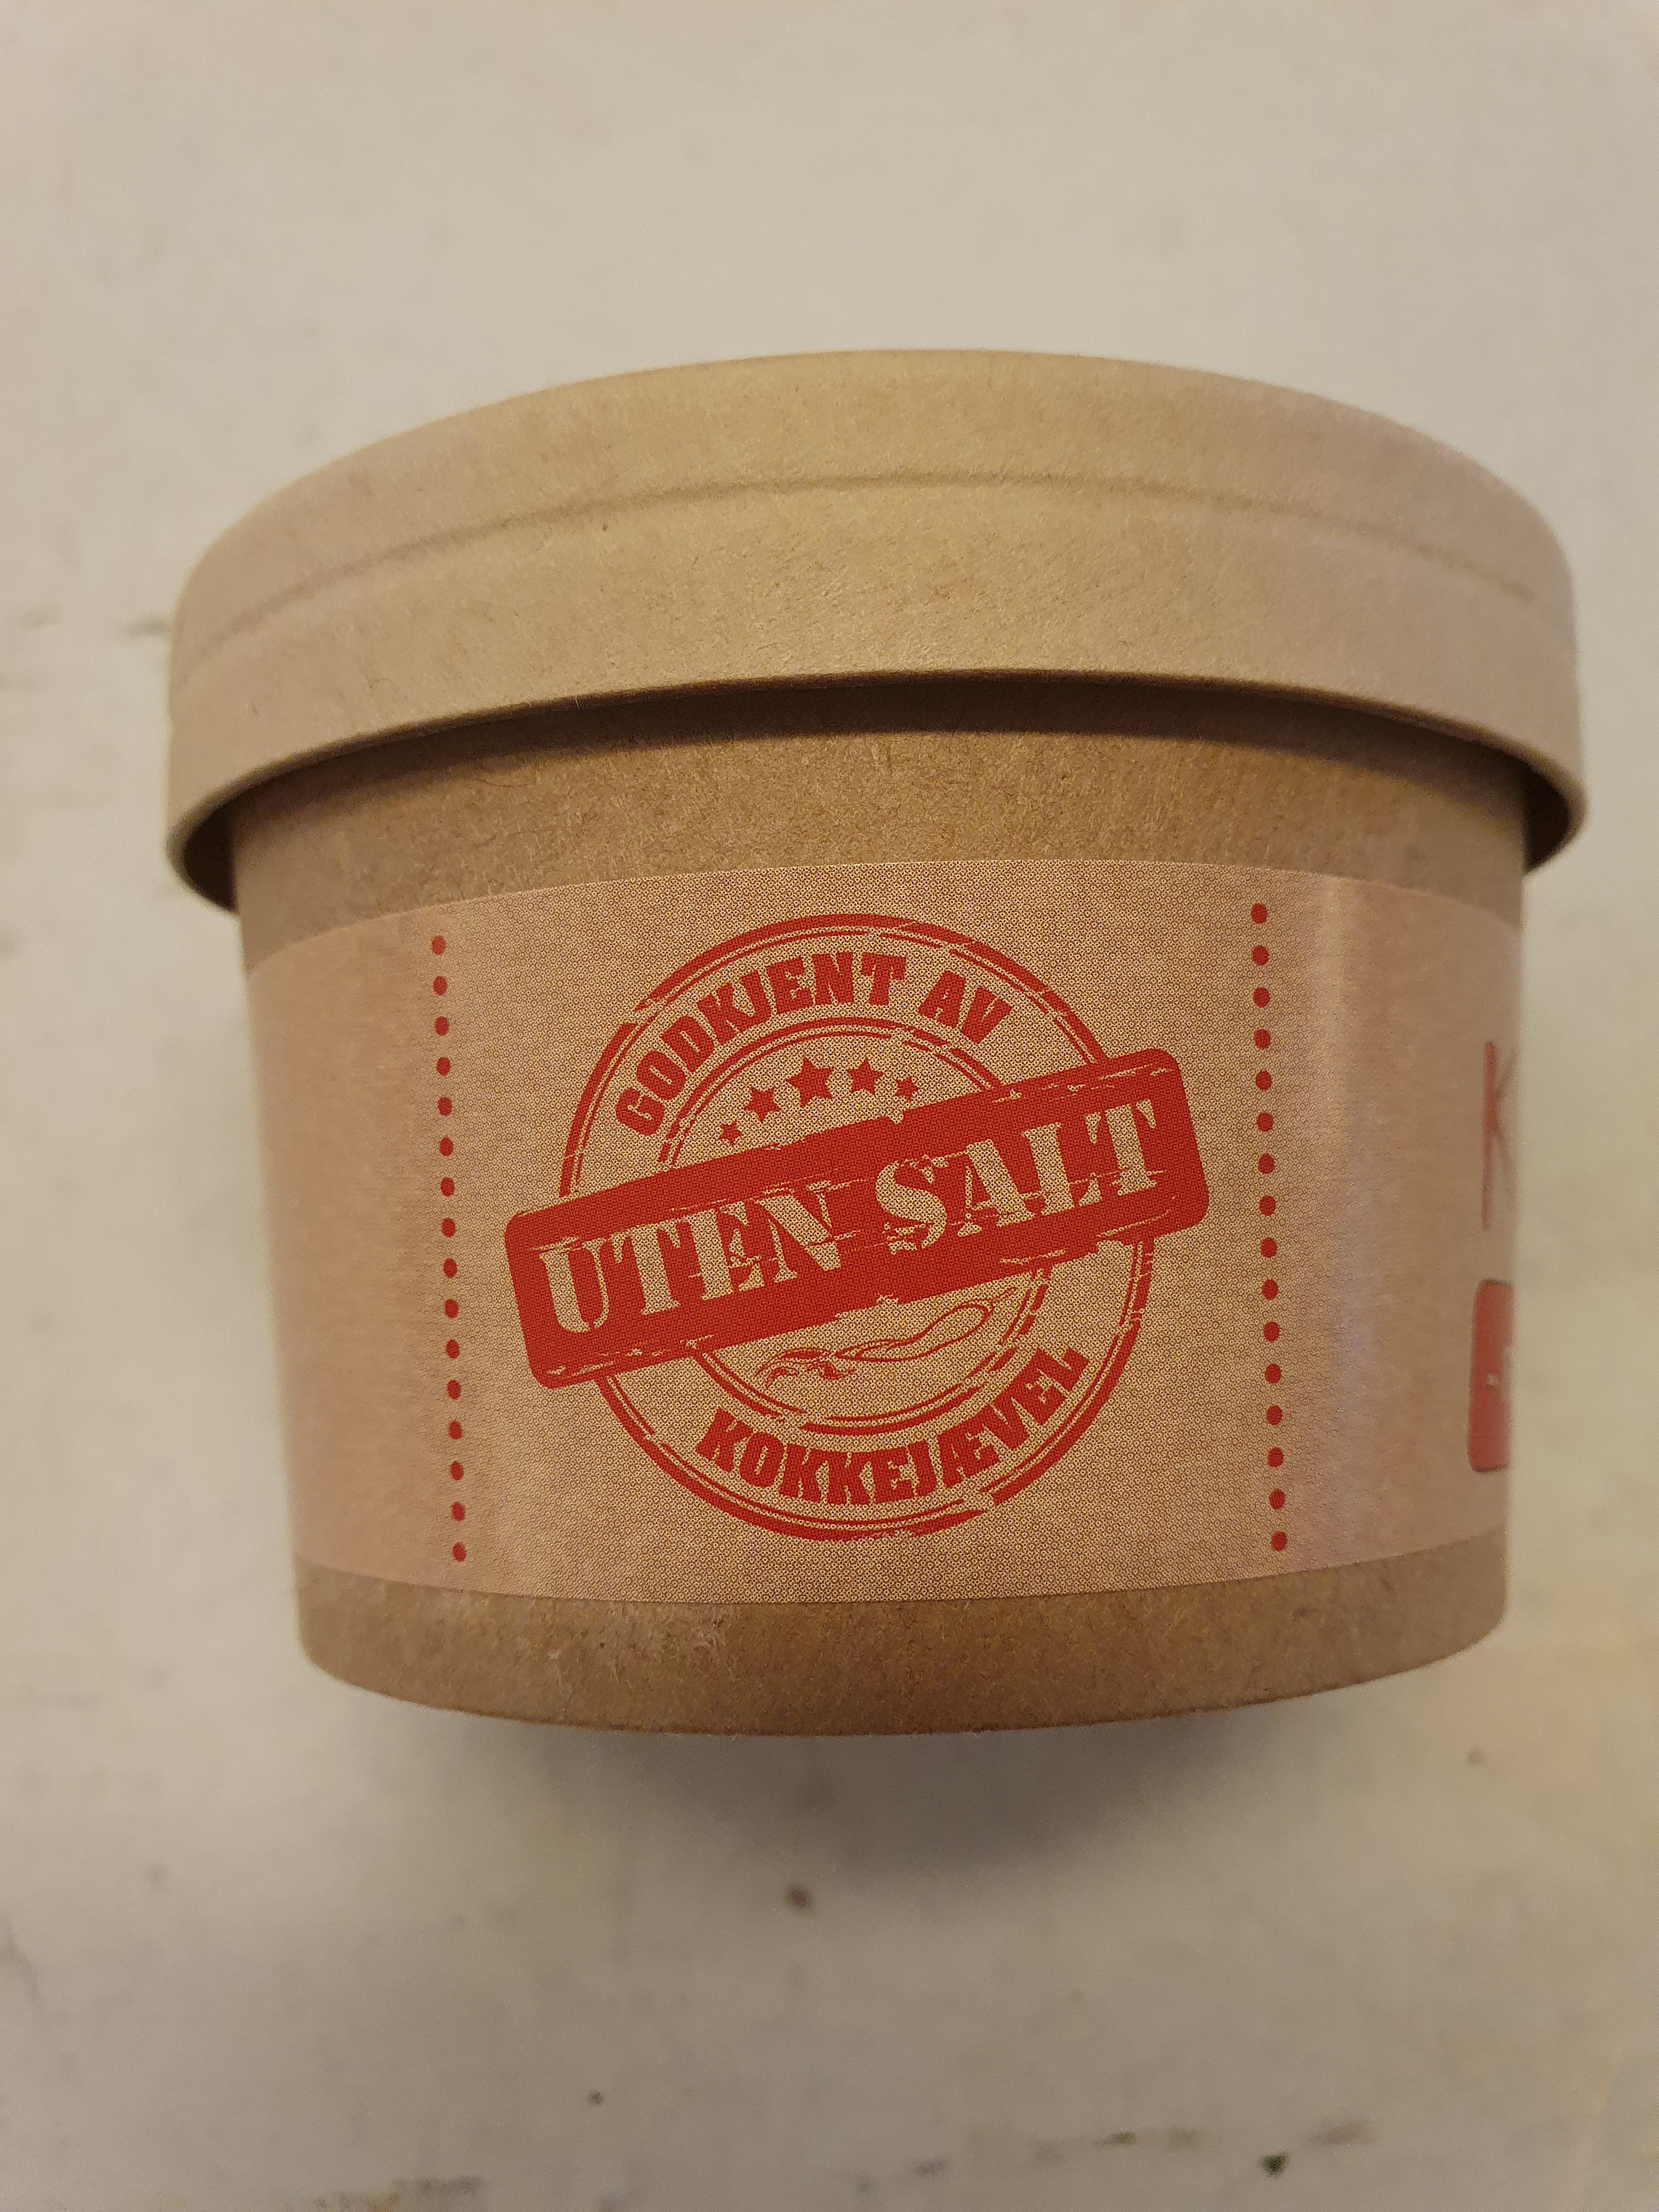 GODKJENT AV
UTEN SALT
KOKKEJÆVEL
K